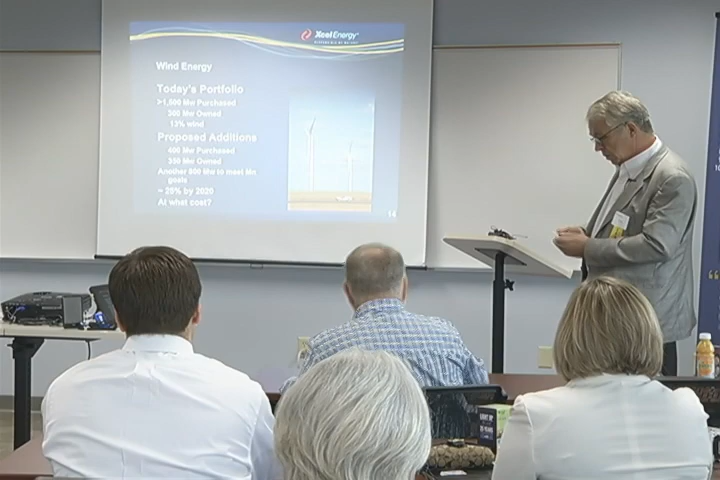 Xcel Energy
Wind Energy
Today's Portfolio
>1,500 Mw Purchased
300 Mw Owned
13% wind
Proposed Additions
400 Mw Purchased
350 Mw Owned
Another 800 Mw to meet Mn
goals
~ 25% by 2020
At what cost?
14